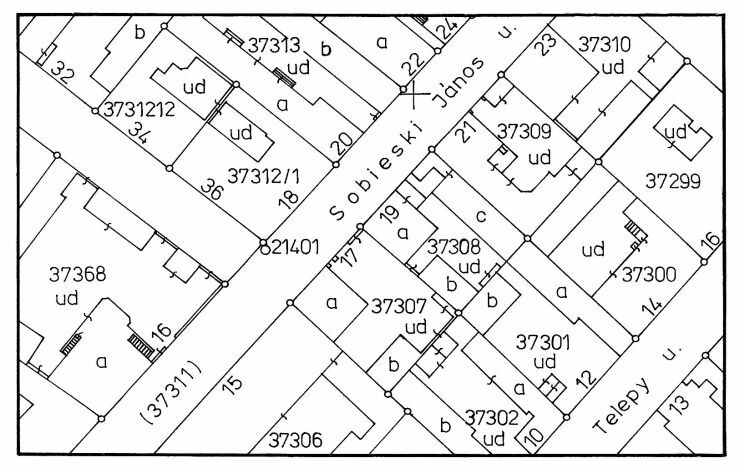 24
b
37313
b
a
22
u.
23
37310
ud
32
ud
Sobieski János u.
3731212
a
ud
20
21
37309
ud
ud
34
36
37312/1
18
37299
19
a
c
621401
17
37308
ud
ud
16
37368
ud
37300
b
a
37307
ud
b
a
14
16
a
37301
ud
(37311)
15
b
a
12
Telepy u.
13
37306
b
37302
ud
10